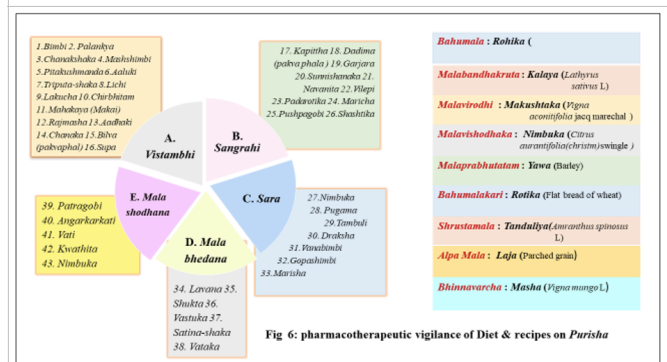 1.Bimbi 2. Palankya
3.Chanakshaka 4.Mashshimbi
5.Pitakushmanda 6.Aaluki
7.Triputa-shaka 8.Lichi
9.Lakucha 10.Chirbhitam
11.Mahakaya (Makai)
12.Rajmasha 13.Aadhaki
14.Chanaka 15.Bilva
(pakvaphal) 16.Supa
17. Kapittha 18. Dadima
(pakva phala) 19.Garjara
20.Sunnishanaka 21.
Navanita 22.Vilepi
23.Padarotika 24. Maricha
25.Pushpagobi 26.Shashtika
A.
Vistambhi
B.
Sangrahi
C. Sara
D. Mala
bhedana
E. Mala
shodhana
27.Nimbuka
28. Pugama
29.Tambuli
30. Draksha
31.Vanabimbi
32.Gopashimbi
33.Marisha
34. Lavana 35.
Shukta 36.
Vastuka 37.
Satina-shaka
38. Vataka
39. Patragobi
40. Angarkarkati
41. Vati
42. Kwathita
43. Nimbuka
Bahumala : Rohika (
Malabandhakruta : Kalaya (Lathyrus
sativus L)
Malavirodhi : Makushtaka (Vigna
aconitifolia jacq marechal )
Malavishodhaka : Nimbuka (Citrus
aurantifolia(christm)swingle )
Malaprabhutatam : Yawa (Barley)
Bahumalakari : Rotika (Flat bread of wheat)
Shrustamala : Tanduliya(Amranthus spinosus
L)
Alpa Mala : Laja (Parched grain)
Bhinnavarcha : Masha (Vigna mungo L)
Fig 6: pharmacotherapeutic vigilance of Diet & recipes on Purisha